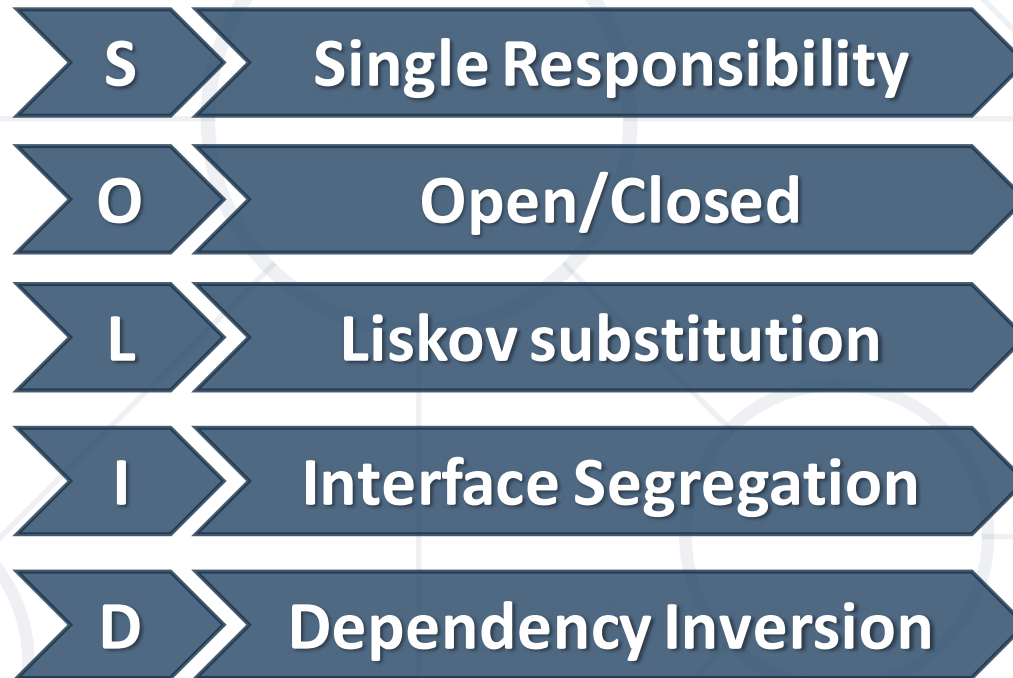 S Single Responsibility
O Open/Closed
L Liskov substitution
I Interface Segregation
D Dependency Inversion